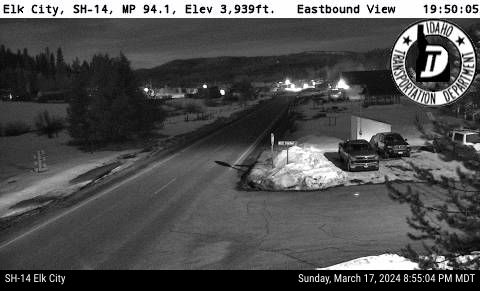 Elk City, SH-14, MP 94.1, Elev 3,939ft. Eastbound View 19:50:05
IDAHO
TRANSPORTATION DEPARTMENT
SH-14 Elk City Sunday, March 17, 2024 8:55:04 PM MDT